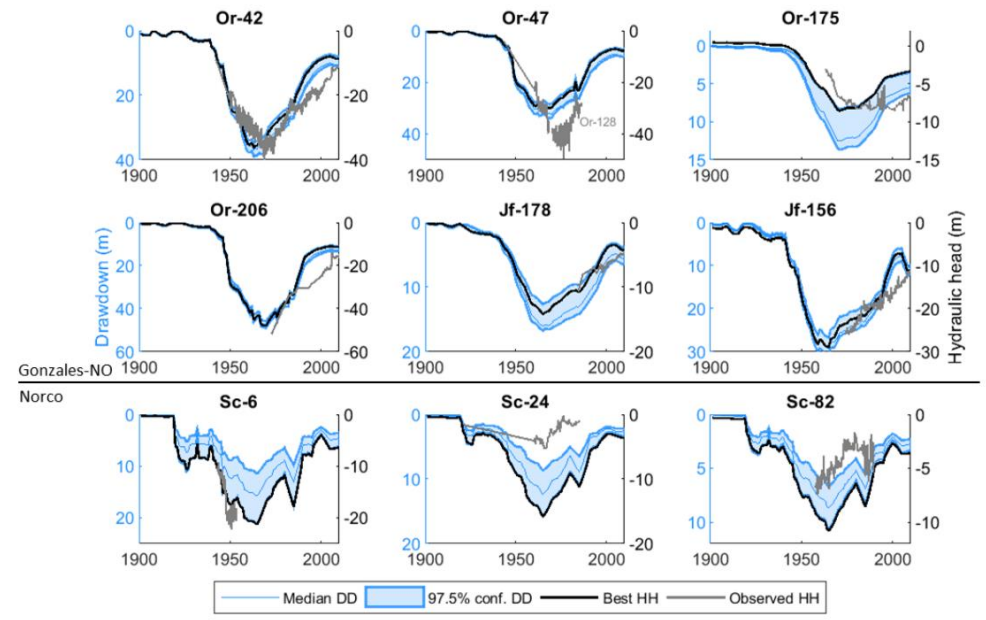 Or-42 Or-47 Or-175
0 0 0 0 0 0
20 -20 20 -20 5 -5
40 -40 10 -10
Or-128
40 -40 15 -15
1900 1950 2000 1900 1950 2000 1900 1950 2000
Or-206 Jf-178 Jf-156
0 0 0 0 0 0
20 -20 10 -10 10 -10
40 -40 20 -20
60 -60 20 -20 30 -30
1900 1950 2000 1900 1950 2000 1900 1950 2000
Drawdown (m)
Hydraulic head (m)
Gonzales-NO
Norco
Sc-6 Sc-24 Sc-82
0 0 0 0 0 0
10 -10 10 -10 5 -5
20 -20 20 -20 10 -10
1900 1950 2000 1900 1950 2000 1900 1950 2000
Median DD 97.5% conf. DD Best HH Observed HH